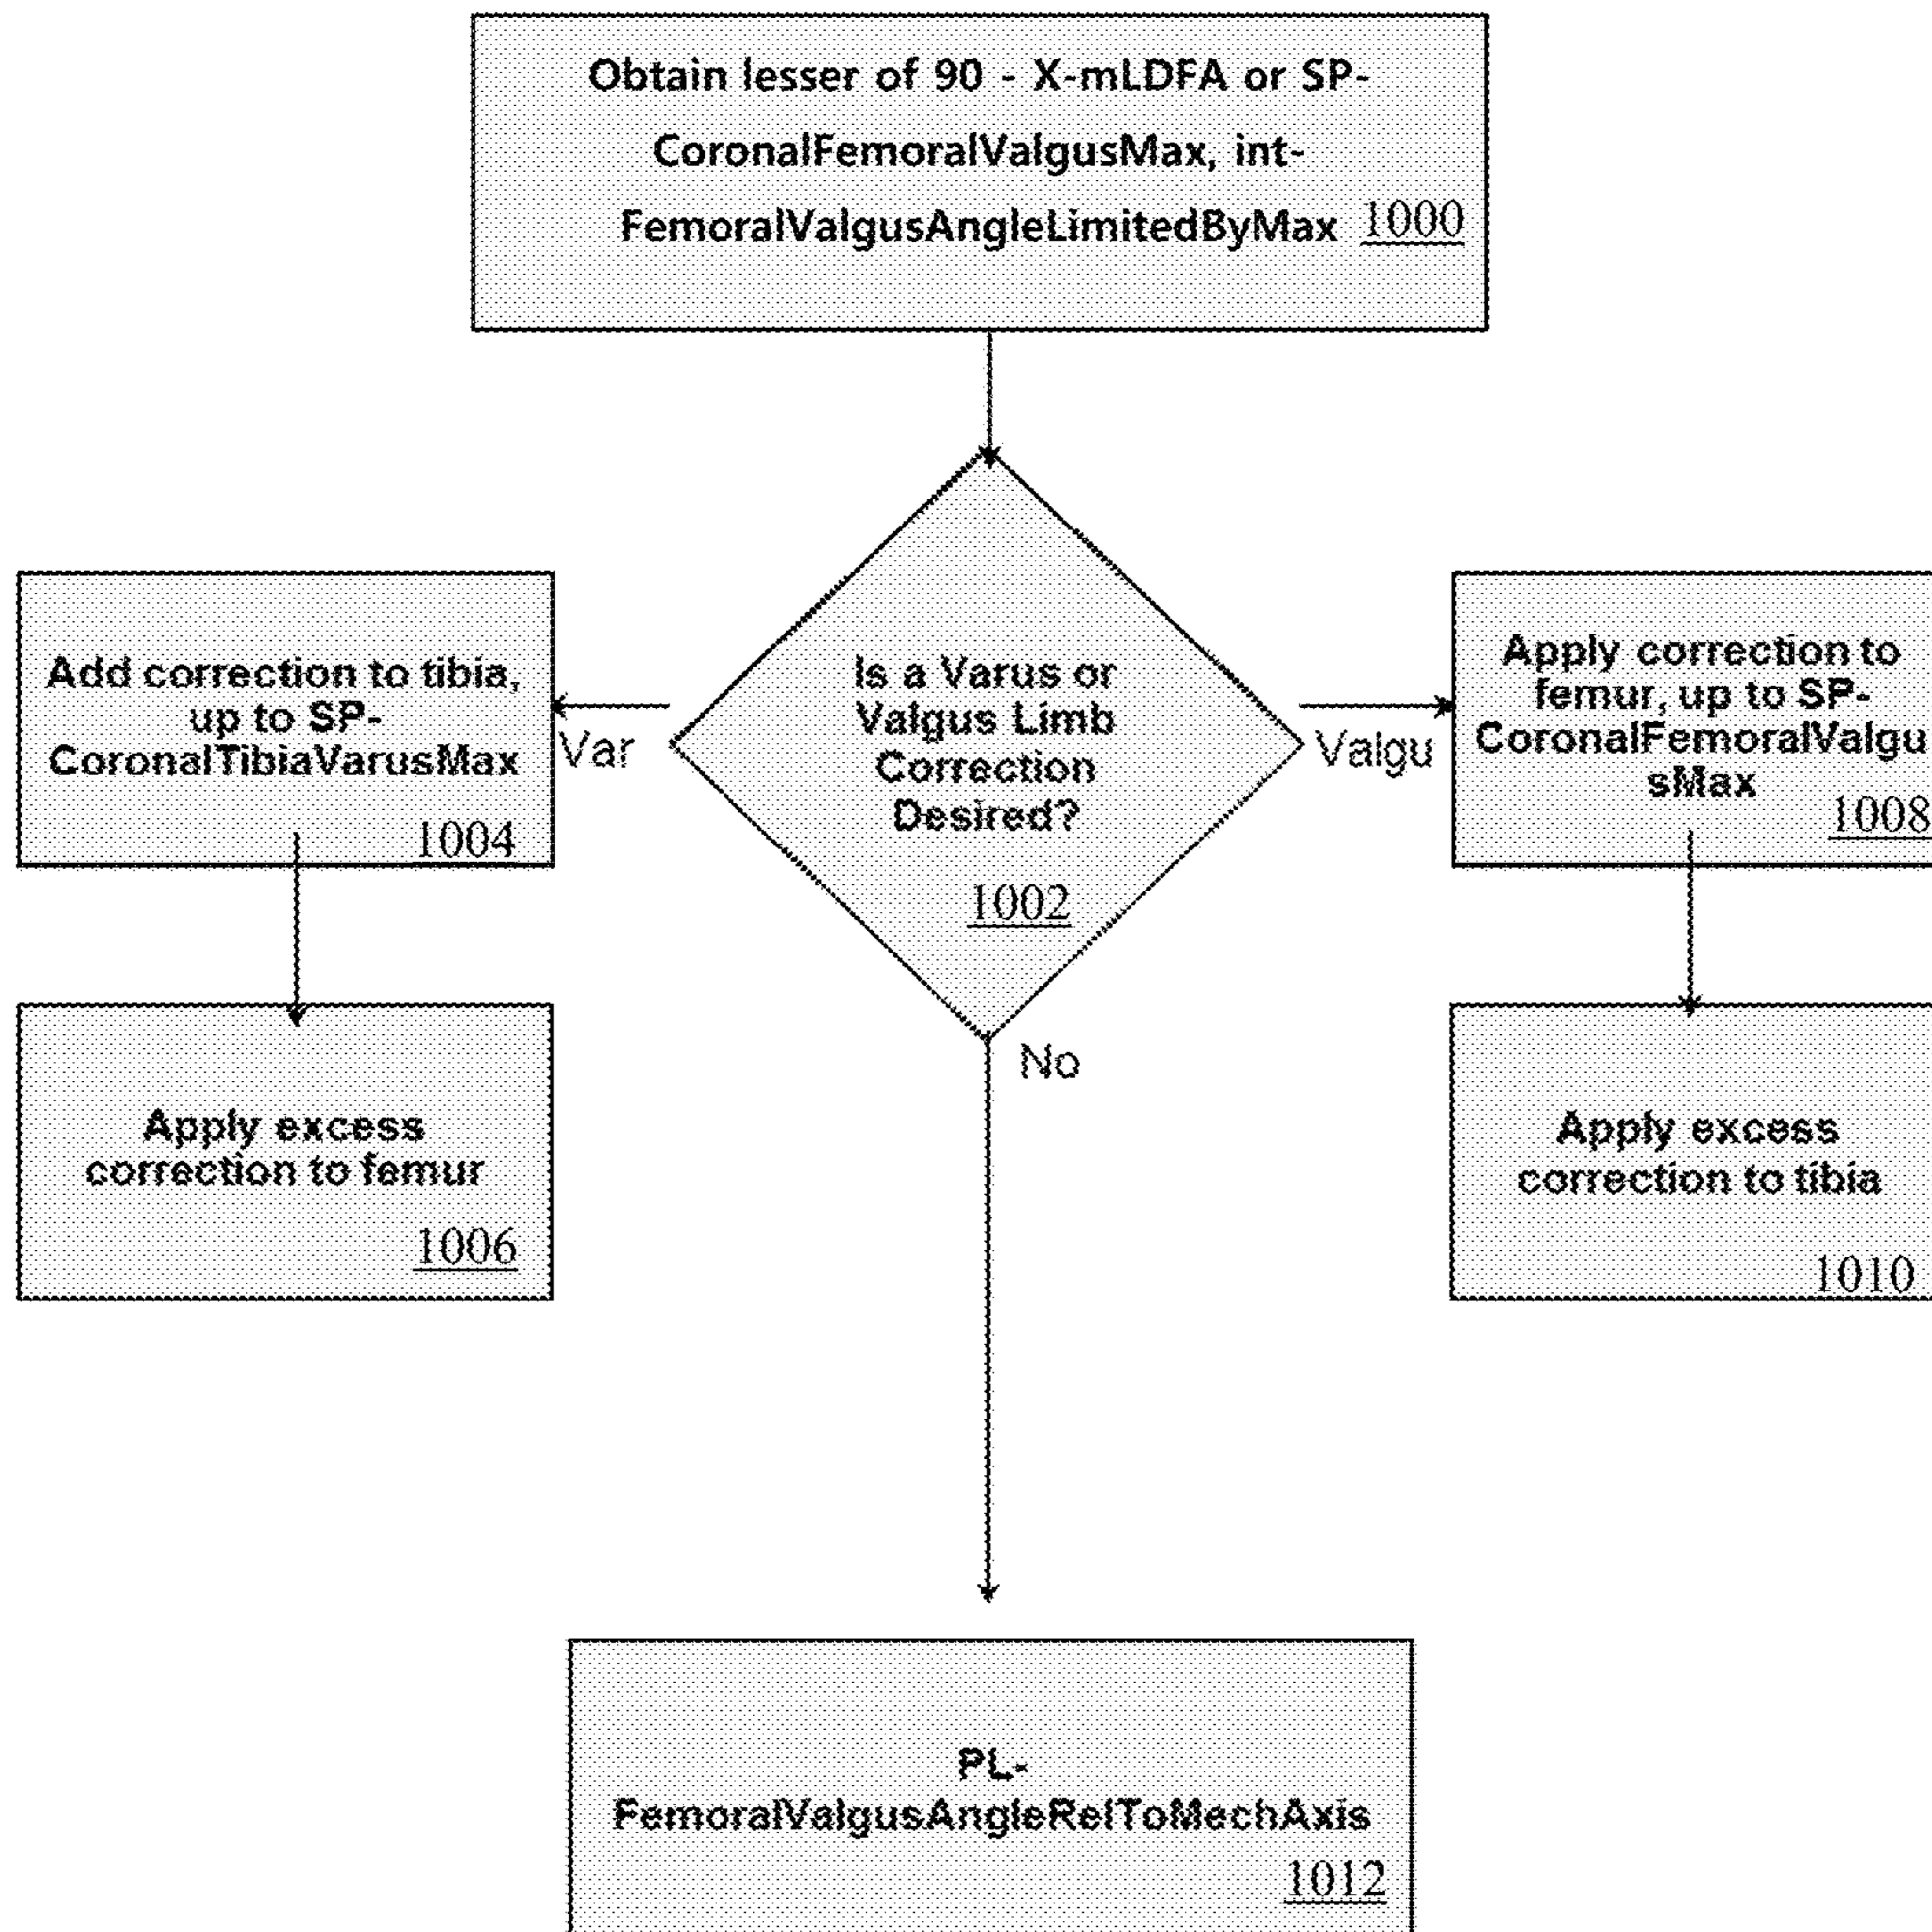 Obtain lesser of 90 - X-mLDFA or SP-
CoronalFemoralValgusMax, int-
FemoralValgusAngleLimitedByMax 1000
Is a Varus or
Valgus Limb
Correction
Desired?
1002
Var
Add correction to tibia,
up to SP-
CoronalTibiaVarusMax
1004
Apply excess
correction to femur
1006
Valgu
Apply correction to
femur, up to SP-
CoronalFemoralValgu
sMax
1008
Apply excess
correction to tibia
1010
No
PL-
FemoralValgusAngleRelToMechAxis
1012